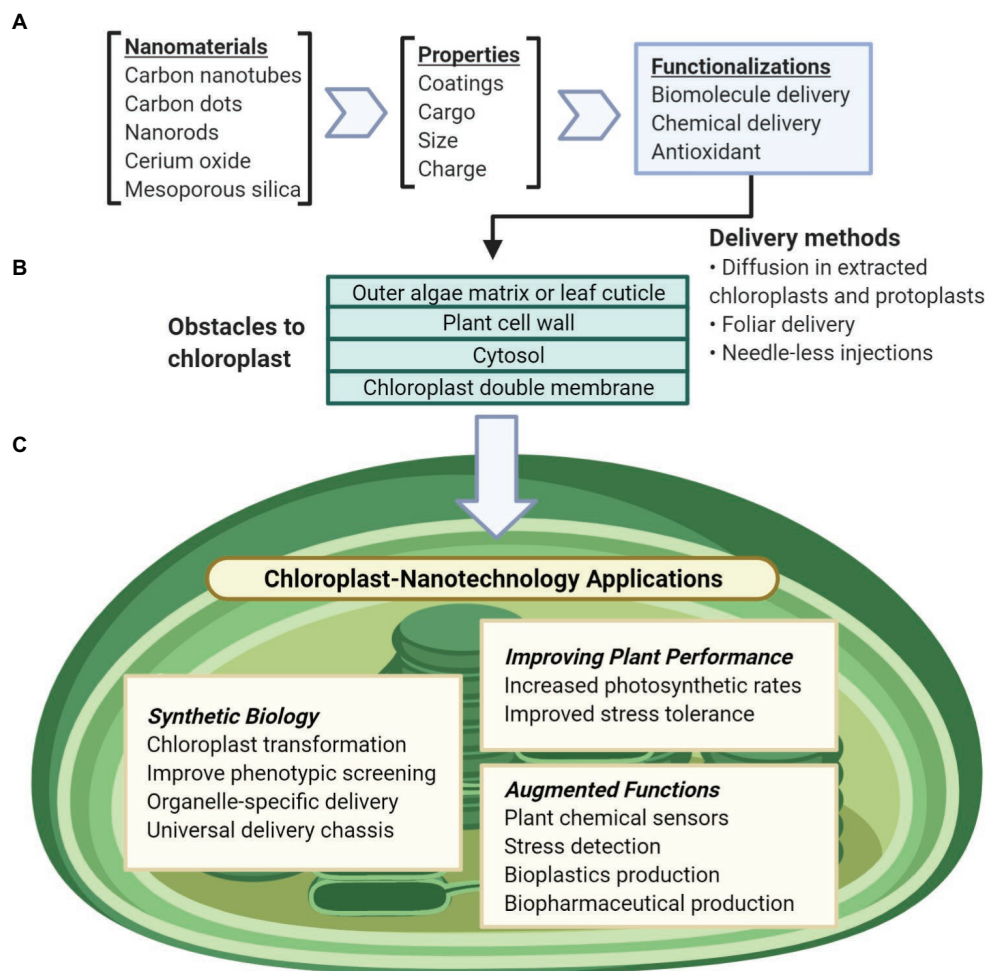 A
Nanomaterials
Carbon nanotubes
Carbon dots
Nanorods
Cerium oxide
Mesoporous silica
Properties
Coatings
Cargo
Size
Charge
Functionalizations
Biomolecule delivery
Chemical delivery
Antioxidant
Delivery methods
• Diffusion in extracted
chloroplasts and protoplasts
• Foliar delivery
• Needle-less injections
B
Obstacles to
chloroplast
Outer algae matrix or leaf cuticle
Plant cell wall
Cytosol
Chloroplast double membrane
C
Chloroplast-Nanotechnology Applications
Synthetic Biology
Chloroplast transformation
Improve phenotypic screening
Organelle-specific delivery
Universal delivery chassis
Improving Plant Performance
Increased photosynthetic rates
Improved stress tolerance
Augmented Functions
Plant chemical sensors
Stress detection
Bioplastics production
Biopharmaceutical production